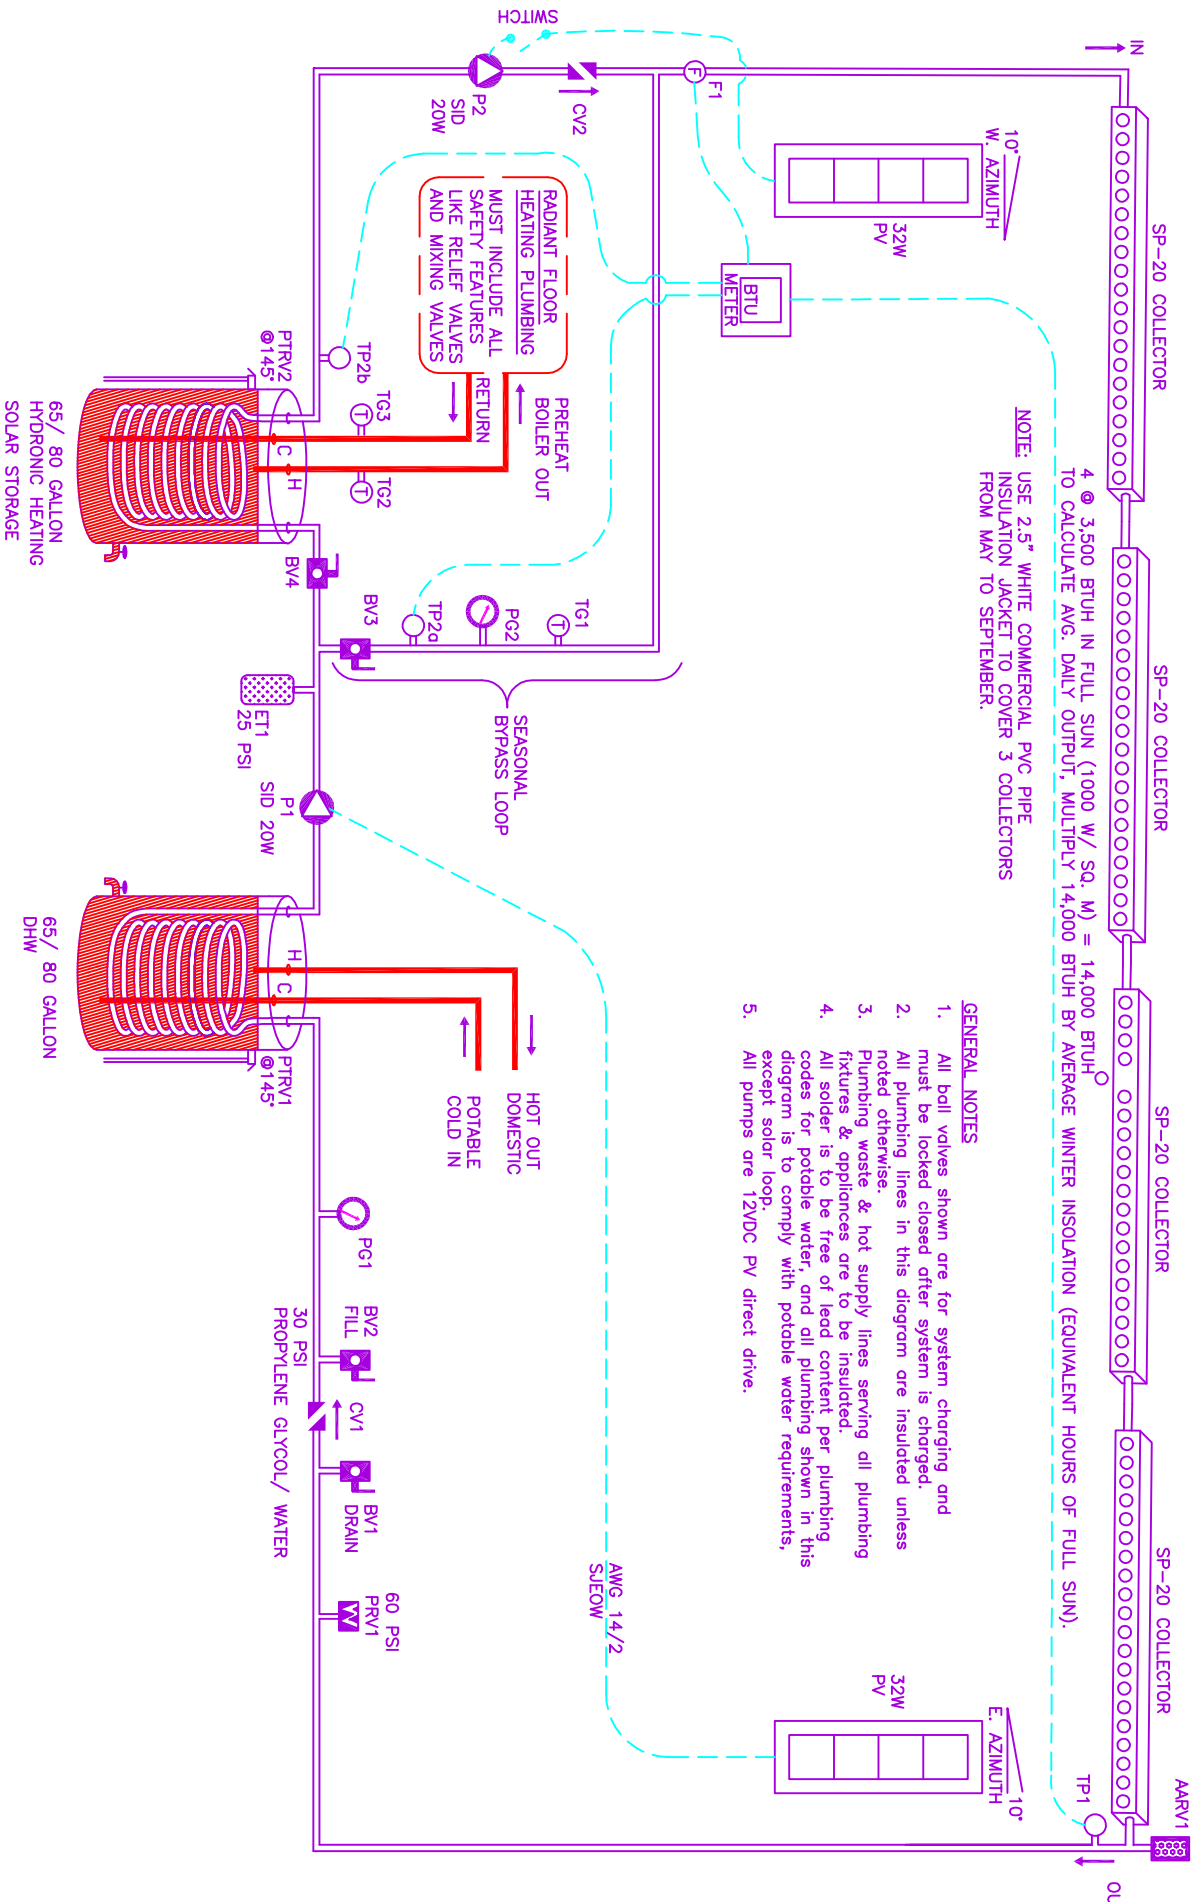 IN
SP-20 COLLECTOR
SP-20 COLLECTOR
SP-20 COLLECTOR
SP-20 COLLECTOR
AARV1
OU
TP1
4 @ 3,500 BTUH IN FULL SUN (1000 W/ SQ. M) = 14,000 BTUH
TO CALCULATE AVG. DAILY OUTPUT, MULTIPLY 14,000 BTUH BY AVERAGE WINTER INSOLATION (EQUIVALENT HOURS OF FULL SUN).
NOTE: USE 2.5" WHITE COMMERCIAL PVC PIPE
INSULATION JACKET TO COVER 3 COLLECTORS
FROM MAY TO SEPTEMBER.
10°
W. AZIMUTH
32W
PV
E. AZIMUTH
10°
32W
PV
GENERAL NOTES
1. All ball valves shown are for system charging and
must be locked closed after system is charged.
2. All plumbing lines in this diagram are insulated unless
noted otherwise.
3. Plumbing waste & hot supply lines serving all plumbing
fixtures & appliances are to be insulated.
4. All solder is to be free of lead content per plumbing
codes for potable water, and all plumbing shown in this
diagram is to comply with potable water requirements,
except solar loop.
5. All pumps are 12VDC PV direct drive.
F
F1
BTU
METER
SWITCH
CV2
P2
SID
20W
RADIANT FLOOR
HEATING PLUMBING
MUST INCLUDE ALL
SAFETY FEATURES
LIKE RELIEF VALVES
AND MIXING VALVES
PREHEAT
BOILER OUT
RETURN
T
TG1
PG2
TP2a
BV3
SEASONAL
BYPASS LOOP
AWG 14/2
SJEOW
HOT OUT
DOMESTIC
POTABLE
COLD IN
TP2b
TG3
T
TG2
T
PTRV2
@145°
C
H
BV4
ET1
25 PSI
P1
SID 20W
H
C
PTRV1
@145°
PG1
BV2
FILL
CV1
BV1
DRAIN
60 PSI
PRV1
30 PSI
PROPYLENE GLYCOL/ WATER
65/ 80 GALLON
HYDRONIC HEATING
SOLAR STORAGE
65/ 80 GALLON
DHW